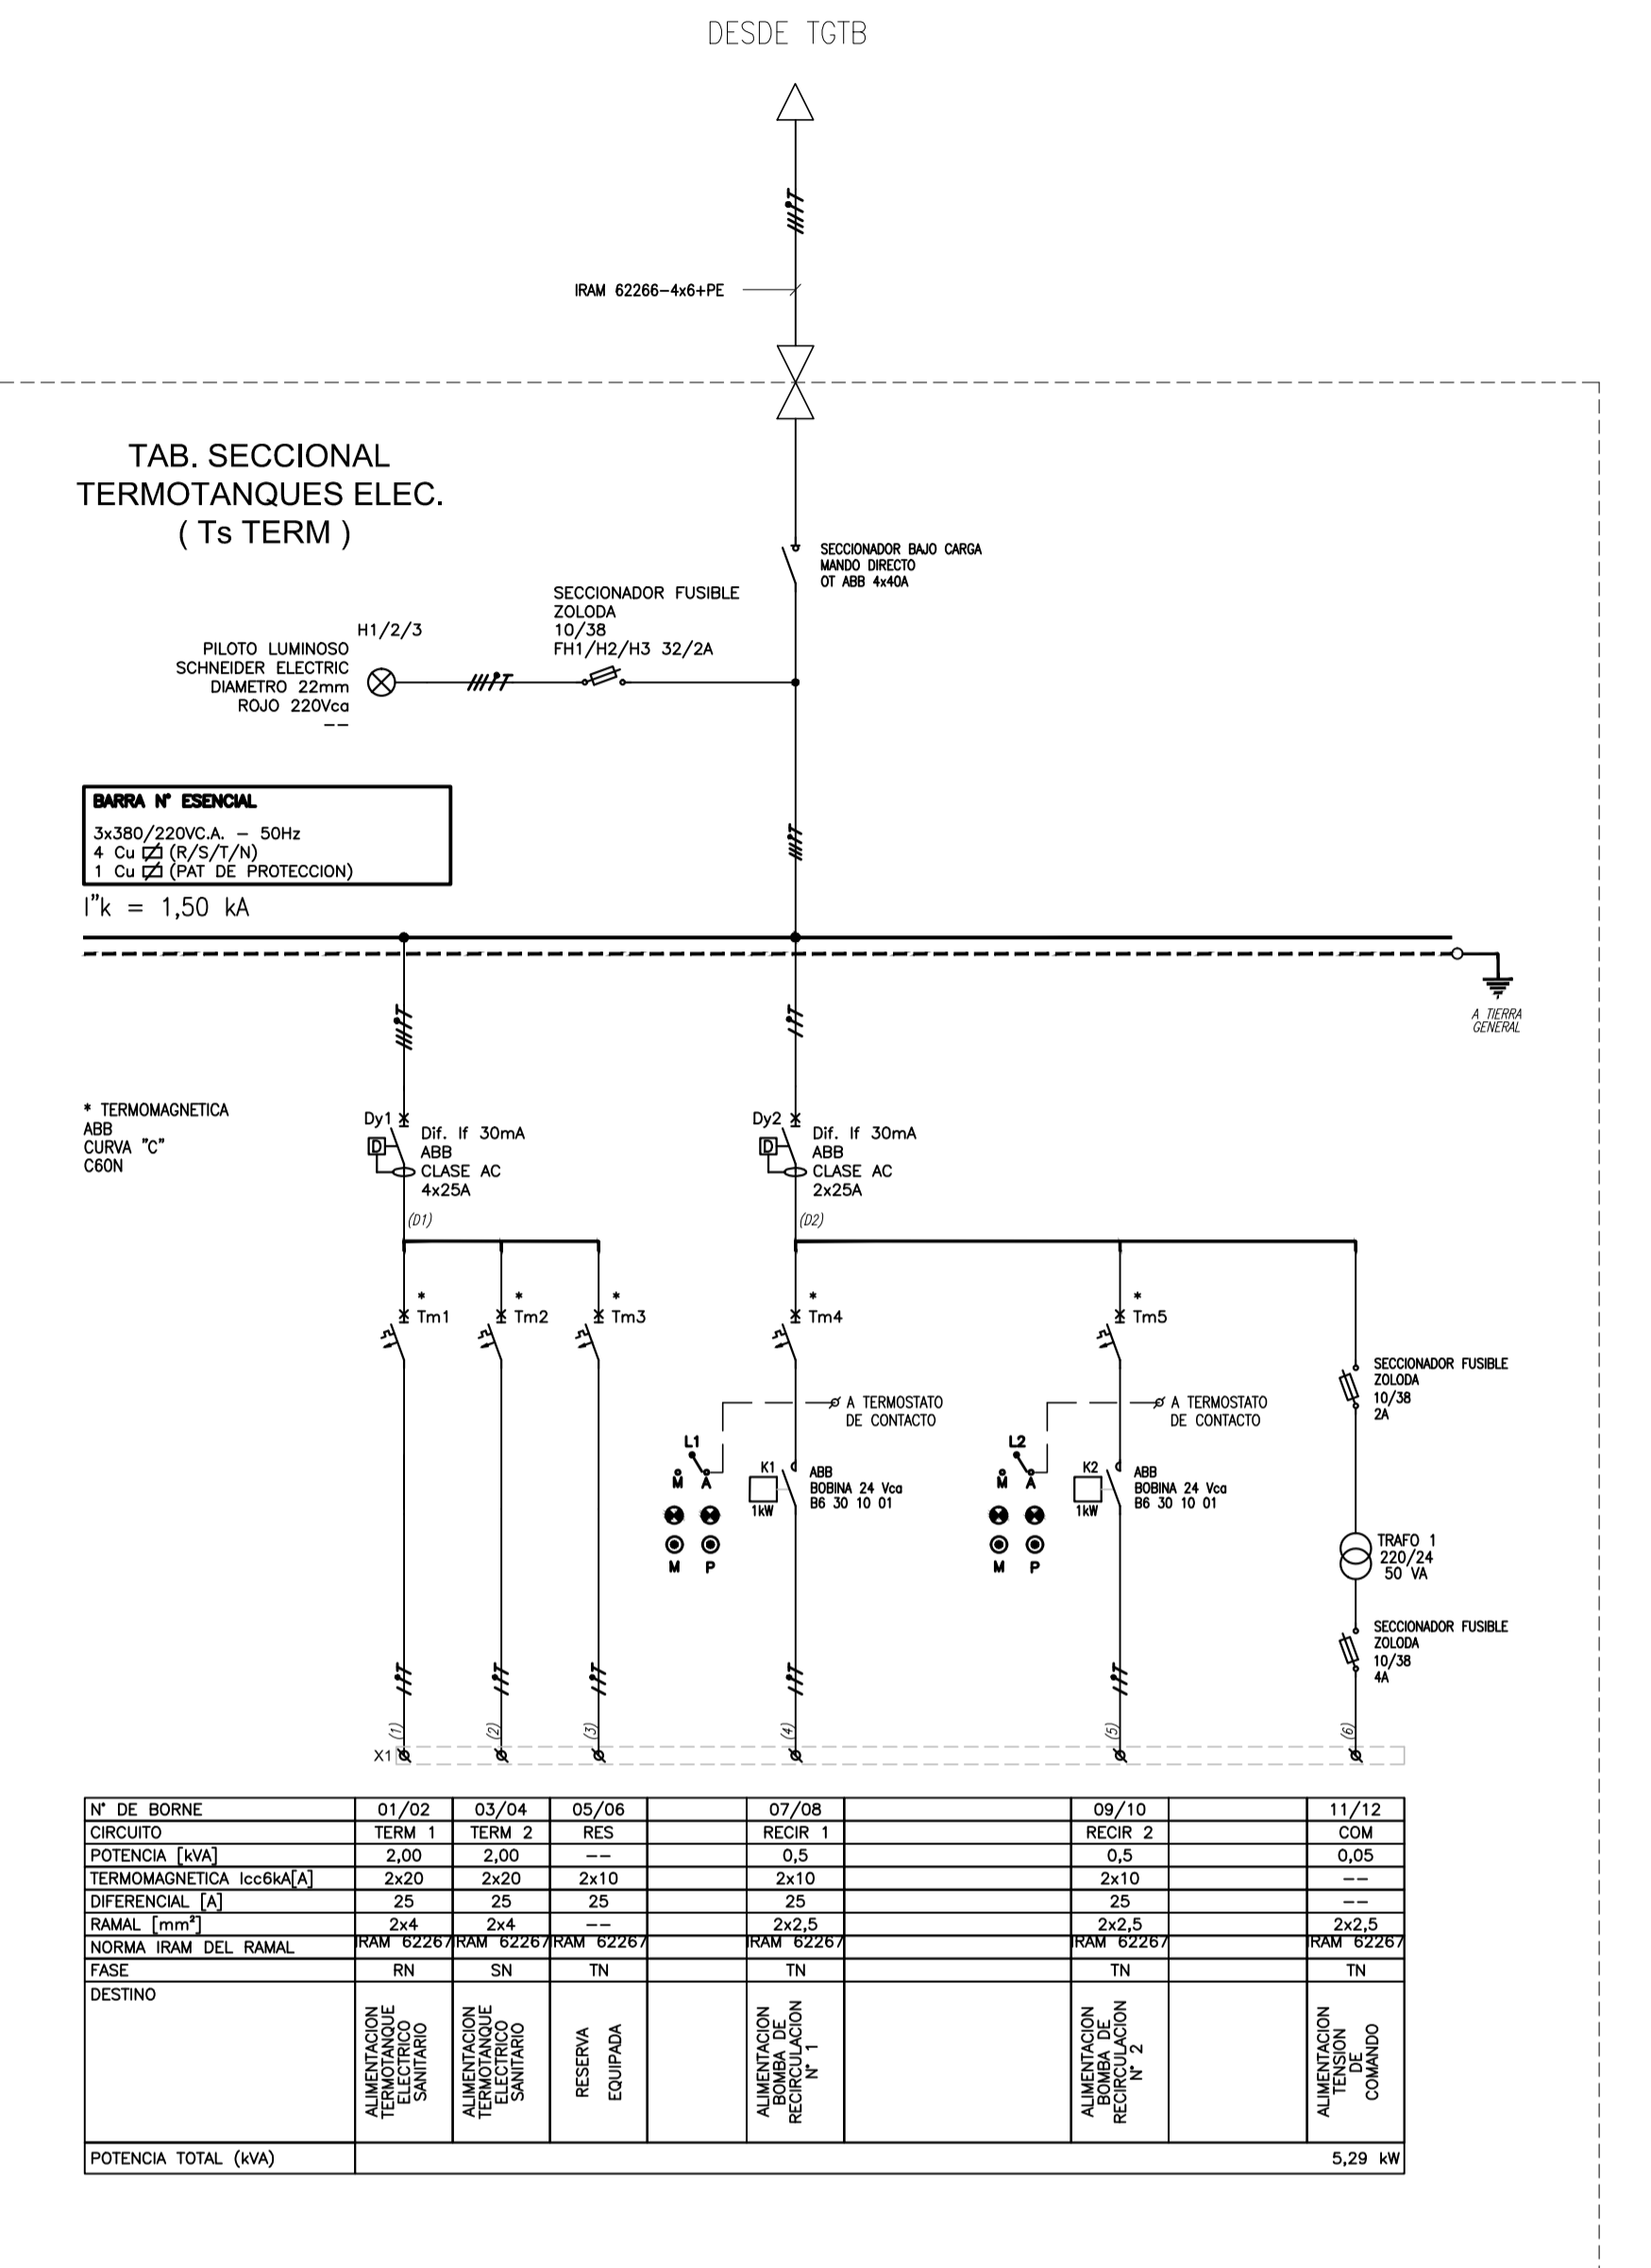 DESDE TGTB
IRAM 62266-4x6+PE
TAB. SECCIONAL
TERMOTANQUES ELEC.
( Ts TERM )
SECCIONADOR BAJO CARGA
MANDO DIRECTO
OT ABB 4x40A
SECCIONADOR FUSIBLE
ZOLODA
10/38
FH1/H2/H3 32/2A
H1/2/3
PILOTO LUMINOSO
SCHNEIDER ELECTRIC
DIAMETRO 22mm
ROJO 220Vca
--
BARRA N° ESENCIAL
3x380/220VC.A. - 50Hz
4 Cu (R/S/T/N)
1 Cu (PAT DE PROTECCION)
I"k = 1,50 kA
A TIERRA
GENERAL
* TERMOMAGNETICA
ABB
CURVA "C"
C60N
Dy1
D
Dif. If 30mA
ABB
CLASE AC
4x25A
(D1)
Dy2
D
Dif. If 30mA
ABB
CLASE AC
2x25A
(D2)
* Tm1
* Tm2
* Tm3
* Tm4
* Tm5
A TERMOSTATO
DE CONTACTO
L1
M A
M P
K1
1kW
ABB
BOBINA 24 Vca
B6 30 10 01
A TERMOSTATO
DE CONTACTO
L2
M A
M P
K2
1kW
ABB
BOBINA 24 Vca
B6 30 10 01
SECCIONADOR FUSIBLE
ZOLODA
10/38
2A
TRAFO 1
220/24
50 VA
SECCIONADOR FUSIBLE
ZOLODA
10/38
4A
(1) (2) (3) (4) (5) (6)
X1
N° DE BORNE 01/02 03/04 05/06 07/08 09/10 11/12
CIRCUITO TERM 1 TERM 2 RES RECIR 1 RECIR 2 COM
POTENCIA [kVA] 2,00 2,00 -- 0,5 0,5 0,05
TERMOMAGNETICA Icc6kA[A] 2x20 2x20 2x10 2x10 2x10 --
DIFERENCIAL [A] 25 25 25 25 25 --
RAMAL [mm²] 2x4 2x4 -- 2x2,5 2x2,5 2x2,5
NORMA IRAM DEL RAMAL IRAM 62267 IRAM 62267 IRAM 62267 IRAM 62267 IRAM 62267 IRAM 62267
FASE RN SN TN TN TN TN
DESTINO
ALIMENTACION
TERMOTANQUE
ELECTRICO
SANITARIO
ALIMENTACION
TERMOTANQUE
ELECTRICO
SANITARIO
RESERVA
EQUIPADA
ALIMENTACION
BOMBA DE
RECIRCULACION
N° 1
ALIMENTACION
BOMBA DE
RECIRCULACION
N° 2
ALIMENTACION
TENSION
DE
COMANDO
POTENCIA TOTAL (kVA) 5,29 kW